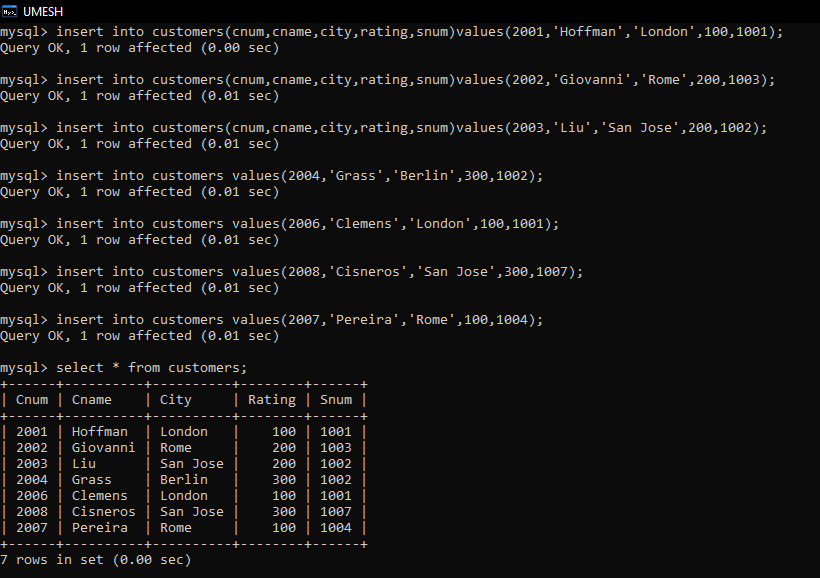 UMESH
mysql> insert into customers(cnum,cname,city,rating,snum)values(2001,'Hoffman','London',100,1001);
Query OK, 1 row affected (0.00 sec)
mysql> insert into customers(cnum,cname,city,rating,snum)values(2002,'Giovanni','Rome',200,1003);
Query OK, 1 row affected (0.01 sec)
mysql> insert into customers(cnum,cname,city,rating,snum)values(2003,'Liu','San Jose',200,1002);
Query OK, 1 row affected (0.01 sec)
mysql> insert into customers values(2004,'Grass','Berlin',300,1002);
Query OK, 1 row affected (0.01 sec)
mysql> insert into customers values(2006,'Clemens','London',100,1001);
Query OK, 1 row affected (0.01 sec)
mysql> insert into customers values(2008,'Cisneros','San Jose',300,1007);
Query OK, 1 row affected (0.01 sec)
mysql> insert into customers values(2007,'Pereira','Rome',100,1004);
Query OK, 1 row affected (0.01 sec)
mysql> select * from customers;
+------+----------+----------+--------+------+
| Cnum | Cname    | City     | Rating | Snum |
+------+----------+----------+--------+------+
| 2001 | Hoffman  | London   |    100 | 1001 |
| 2002 | Giovanni | Rome     |    200 | 1003 |
| 2003 | Liu      | San Jose |    200 | 1002 |
| 2004 | Grass    | Berlin   |    300 | 1002 |
| 2006 | Clemens  | London   |    100 | 1001 |
| 2008 | Cisneros | San Jose |    300 | 1007 |
| 2007 | Pereira  | Rome     |    100 | 1004 |
+------+----------+----------+--------+------+
7 rows in set (0.00 sec)